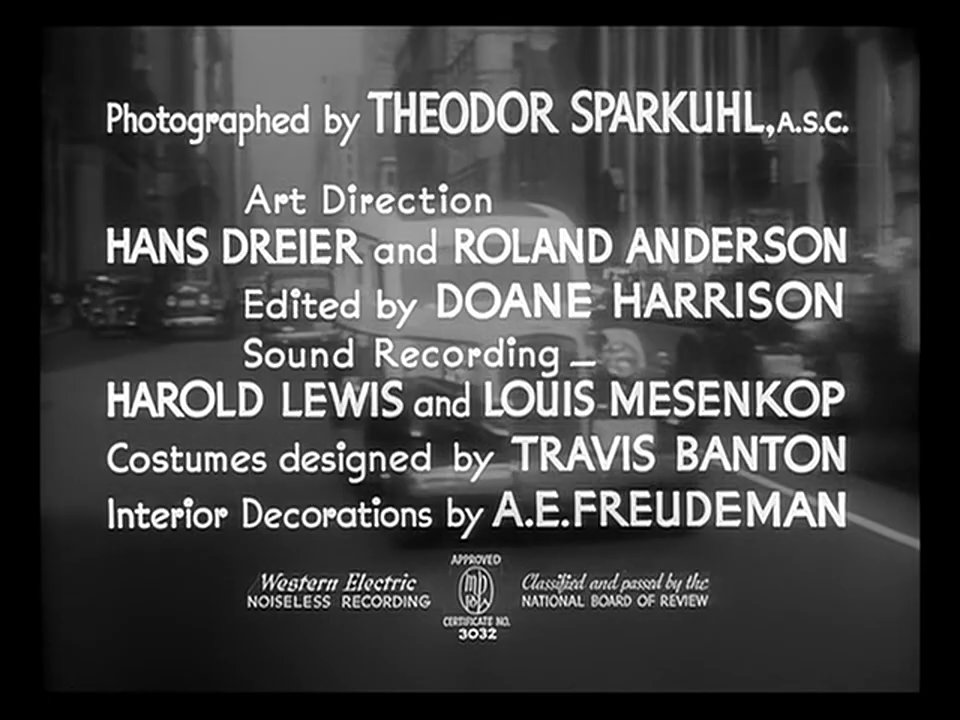 Photographed by THEODOR SPARKUHL, A.S.C.
Art Direction
HANS DREIER and ROLAND ANDERSON
Edited by DOANE HARRISON
Sound Recording —
HAROLD LEWIS and LOUIS MESENKOP
Costumes designed by TRAVIS BANTON
Interior Decorations by A.E. FREUDEMAN
Western Electric
NOISELESS RECORDING
APPROVED
CERTIFICATE NO.
3032
Classified and passed by the
NATIONAL BOARD OF REVIEW